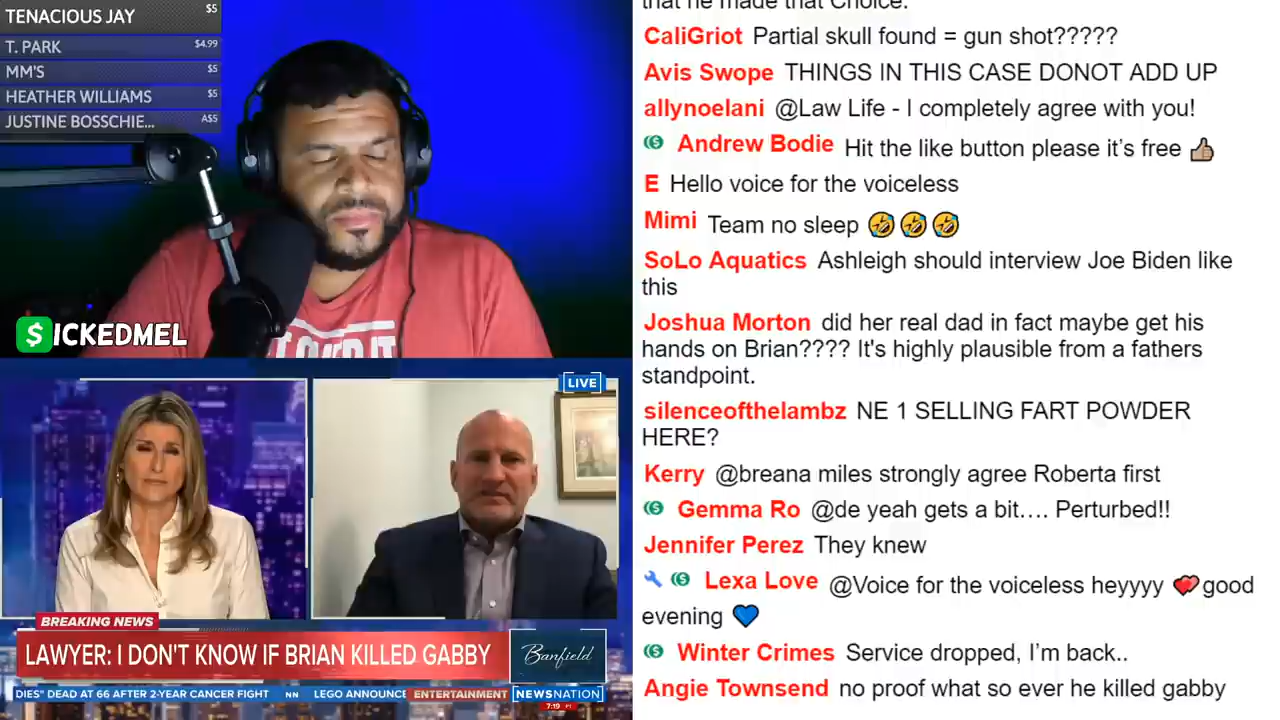 TENACIOUS JAY $5
T. PARK $4.99
MM'S $5
HEATHER WILLIAMS $5
JUSTINE BOSSCHIE... A$5
$ICKEDMEL
LIVE
BREAKING NEWS
LAWYER: I DON'T KNOW IF BRIAN KILLED GABBY
Banfield
DIES" DEAD AT 66 AFTER 2-YEAR CANCER FIGHT NN LEGO ANNOUNCE ENTERTAINMENT NEWSNATION
7:19 PT
that he made that Choice.
CaliGriot Partial skull found = gun shot?????
Avis Swope THINGS IN THIS CASE DONOT ADD UP
allynoelani @Law Life - I completely agree with you!
Andrew Bodie Hit the like button please it's free 👍🏽
E Hello voice for the voiceless
Mimi Team no sleep 🤣🤣🤣
SoLo Aquatics Ashleigh should interview Joe Biden like
this
Joshua Morton did her real dad in fact maybe get his
hands on Brian???? It's highly plausible from a fathers
standpoint.
silenceofthelambz NE 1 SELLING FART POWDER
HERE?
Kerry @breana miles strongly agree Roberta first
Gemma Ro @de yeah gets a bit.... Perturbed!!
Jennifer Perez They knew
Lexa Love @Voice for the voiceless heyyyy 💞good
evening 💙
Winter Crimes Service dropped, I'm back..
Angie Townsend no proof what so ever he killed gabby